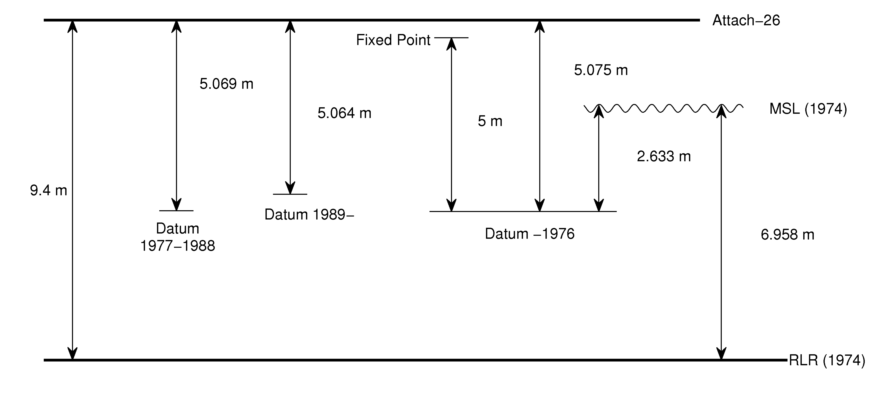 Attach−26
Fixed Point
5.069 m
5.075 m
5.064 m
5 m
MSL (1974)
2.633 m
9.4 m
Datum
1977−1988
Datum 1989−
Datum −1976
6.958 m
RLR (1974)